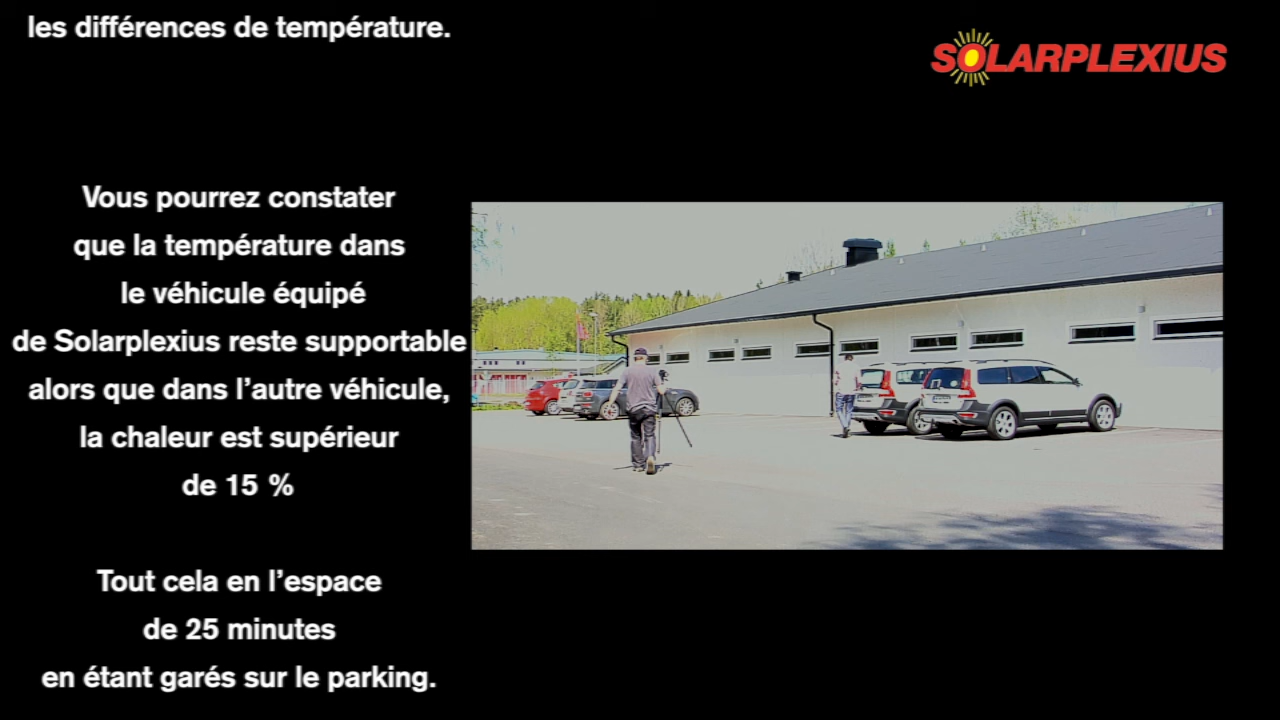 les différences de température.
SOLARPLEXIUS
Vous pourrez constater
que la température dans
le véhicule équipé
de Solarplexius reste supportable
alors que dans l’autre véhicule,
la chaleur est supérieur
de 15 %
Tout cela en l’espace
de 25 minutes
en étant garés sur le parking.